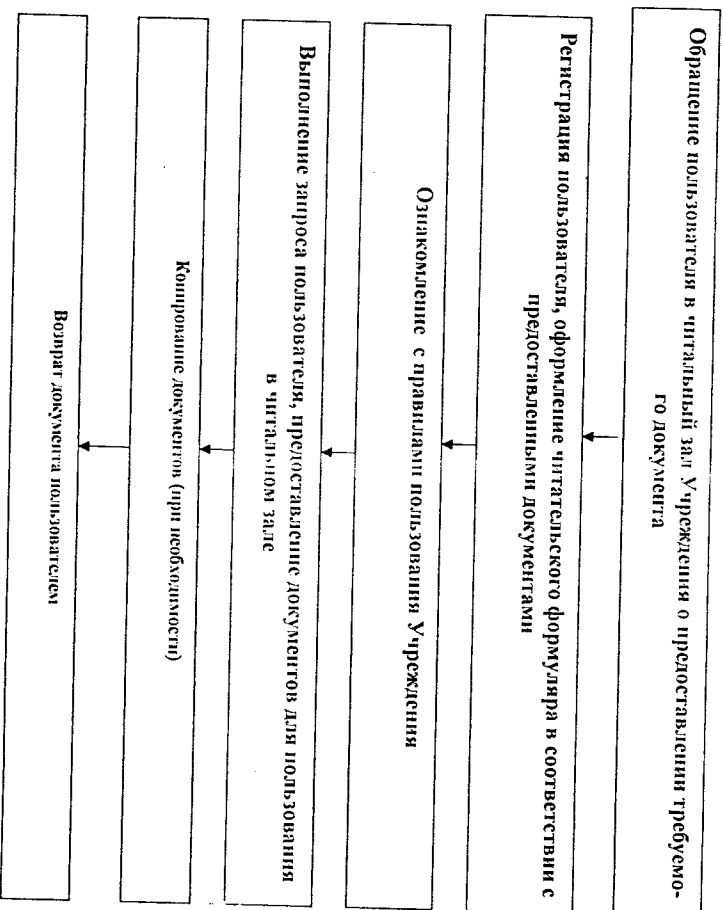 Обращение пользователя в читальный зал Учреждения о предоставлении требуемо-
го документа
Регистрация пользователя, оформление читательского формуляра в соответствии с
предоставленными документами
Ознакомление с правилами пользования Учреждения
Выполнение запроса пользователя, предоставление документов для пользования
в читальном зале
Копирование документов (при необходимости)
Возврат документа пользователем